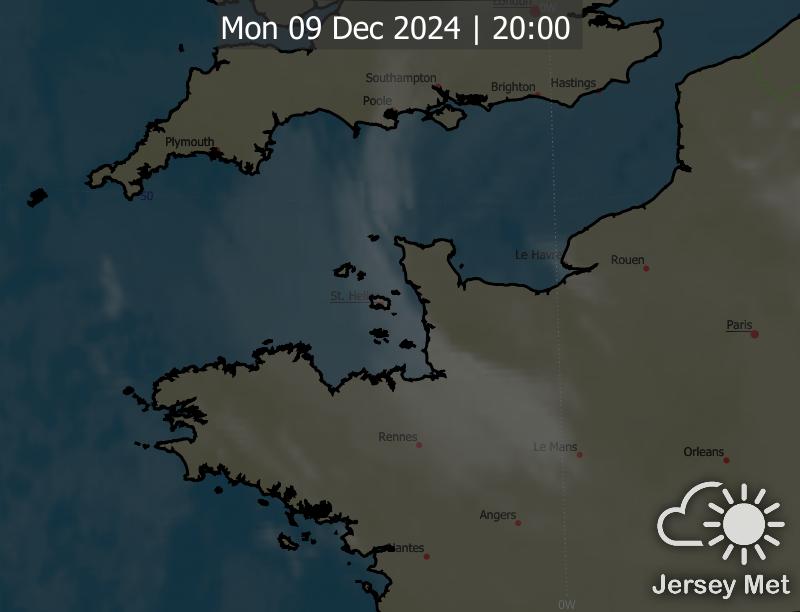 London
0W
Mon 09 Dec 2024 | 20:00
Southampton
Brighton
Hastings
Poole
Plymouth
50
Le Havre
Rouen
St. Helier
Paris
Rennes
Le Mans
Orleans
Angers
Nantes
Jersey Met
0W